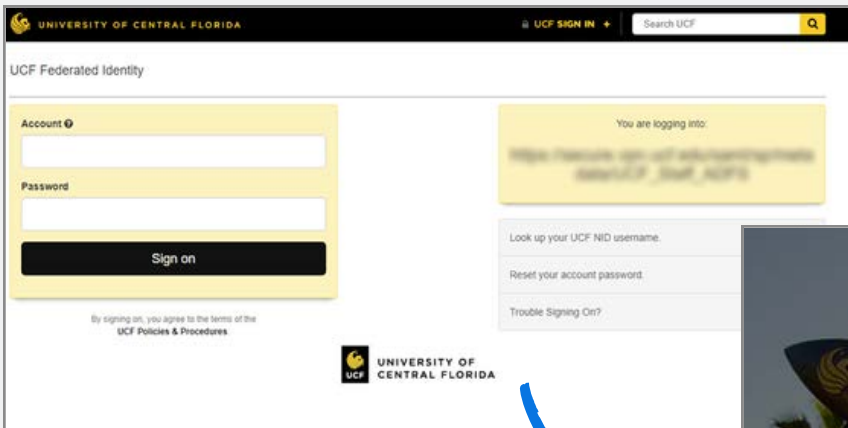 UNIVERSITY OF CENTRAL FLORIDA
UCF SIGN IN +
Search UCF
UCF Federated Identity
Account
Password
Sign on
By signing on, you agree to the terms of the
UCF Policies & Procedures.
You are logging into:
Look up your UCF NID username.
Reset your account password.
Trouble Signing On?
UCF
UNIVERSITY OF
CENTRAL FLORIDA